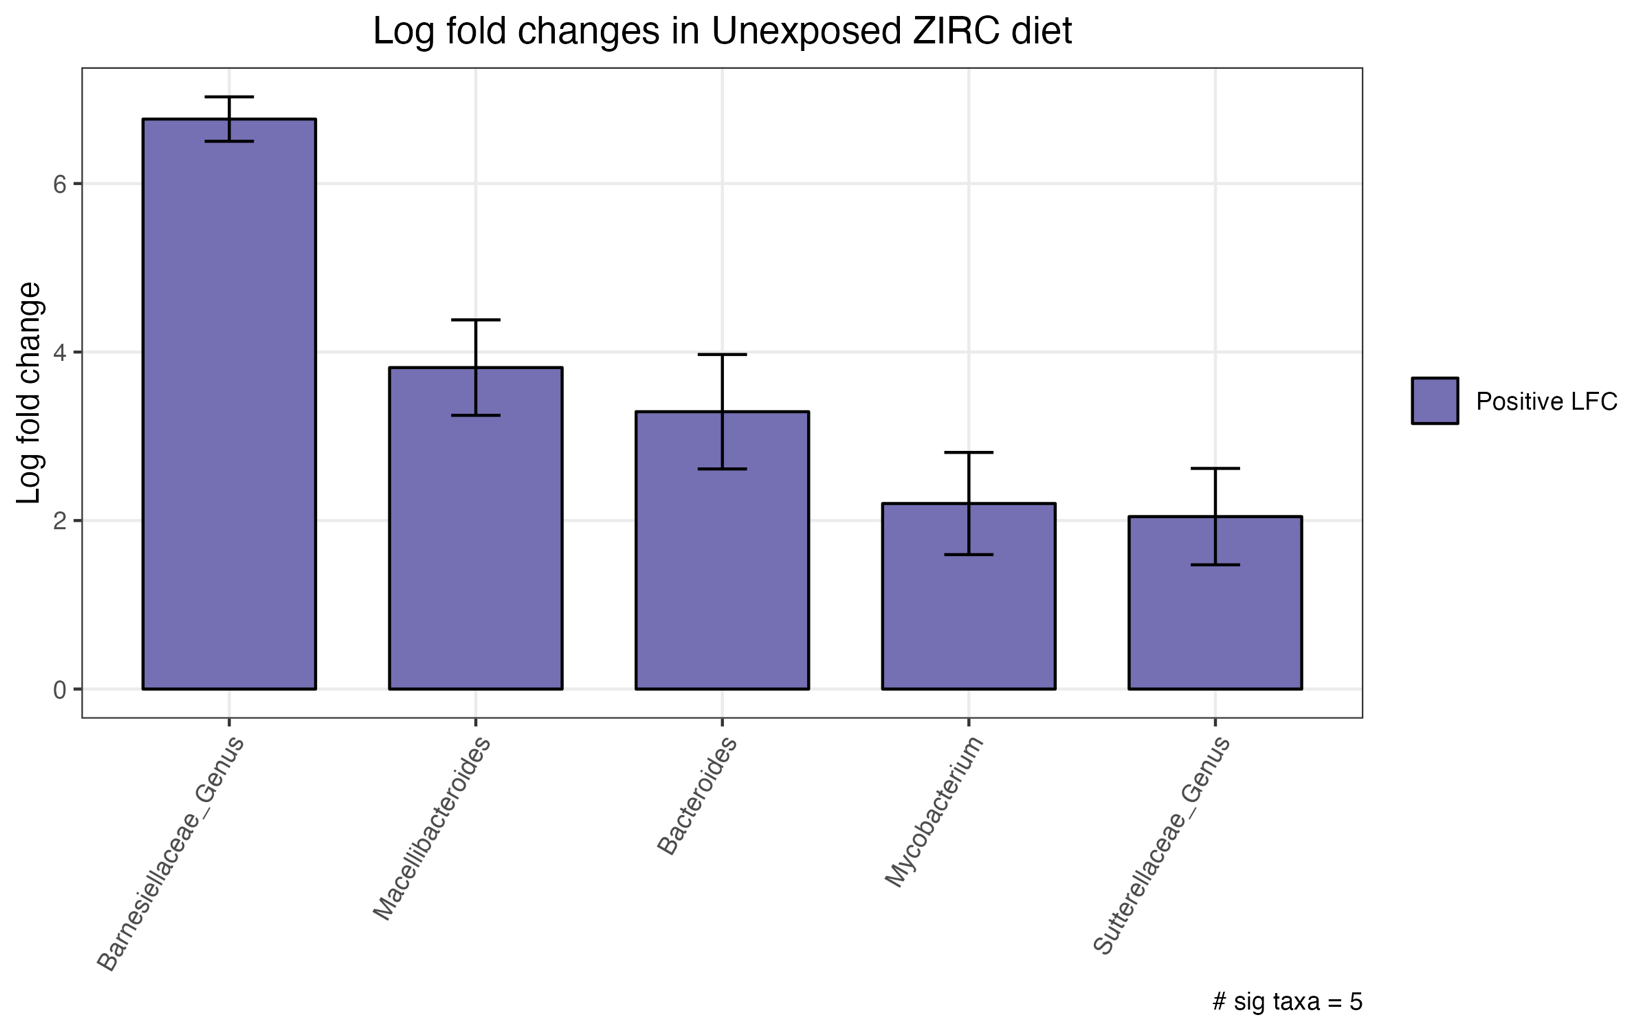 Log fold changes in Unexposed ZIRC diet
Log fold change
6
4
2
0
Positive LFC
Barnesiellaceae_Genus
Macellibacteroides
Bacteroides
Mycobacterium
Sutterellaceae_Genus
# sig taxa = 5